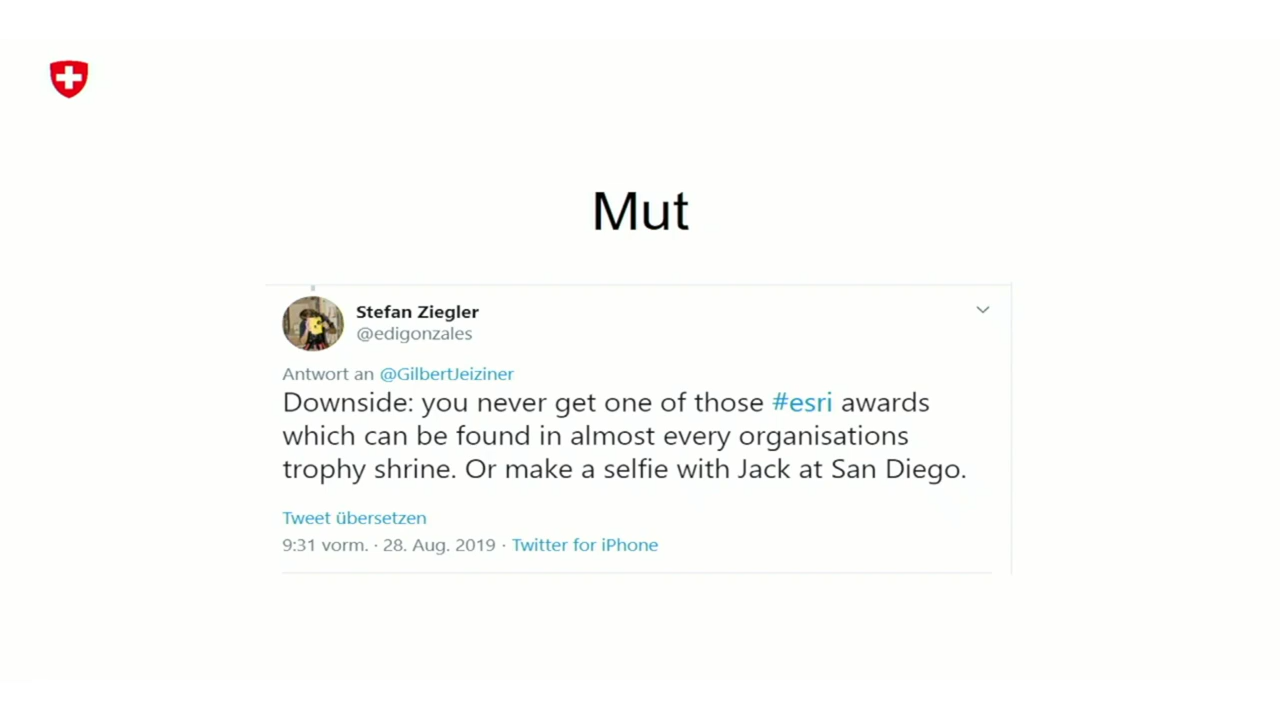 Mut
Stefan Ziegler
@edigonzales
Antwort an @GilbertJeiziner
Downside: you never get one of those #esri awards
which can be found in almost every organisations
trophy shrine. Or make a selfie with Jack at San Diego.
Tweet übersetzen
9:31 vorm. · 28. Aug. 2019 · Twitter for iPhone